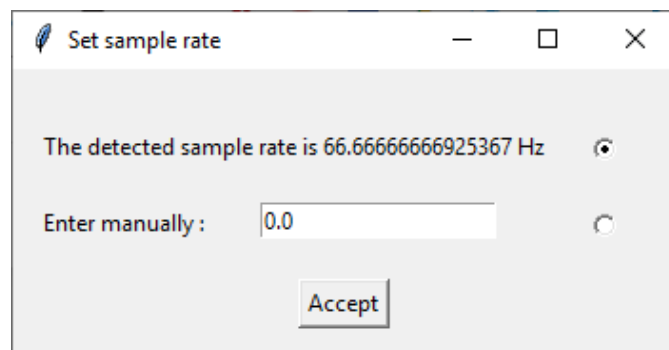 Set sample rate
The detected sample rate is 66.66666666925367 Hz
Enter manually : 0.0
Accept